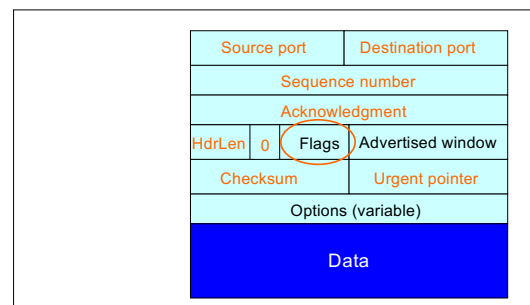 Source port Destination port
Sequence number
Acknowledgment
HdrLen 0 Flags Advertised window
Checksum Urgent pointer
Options (variable)
Data